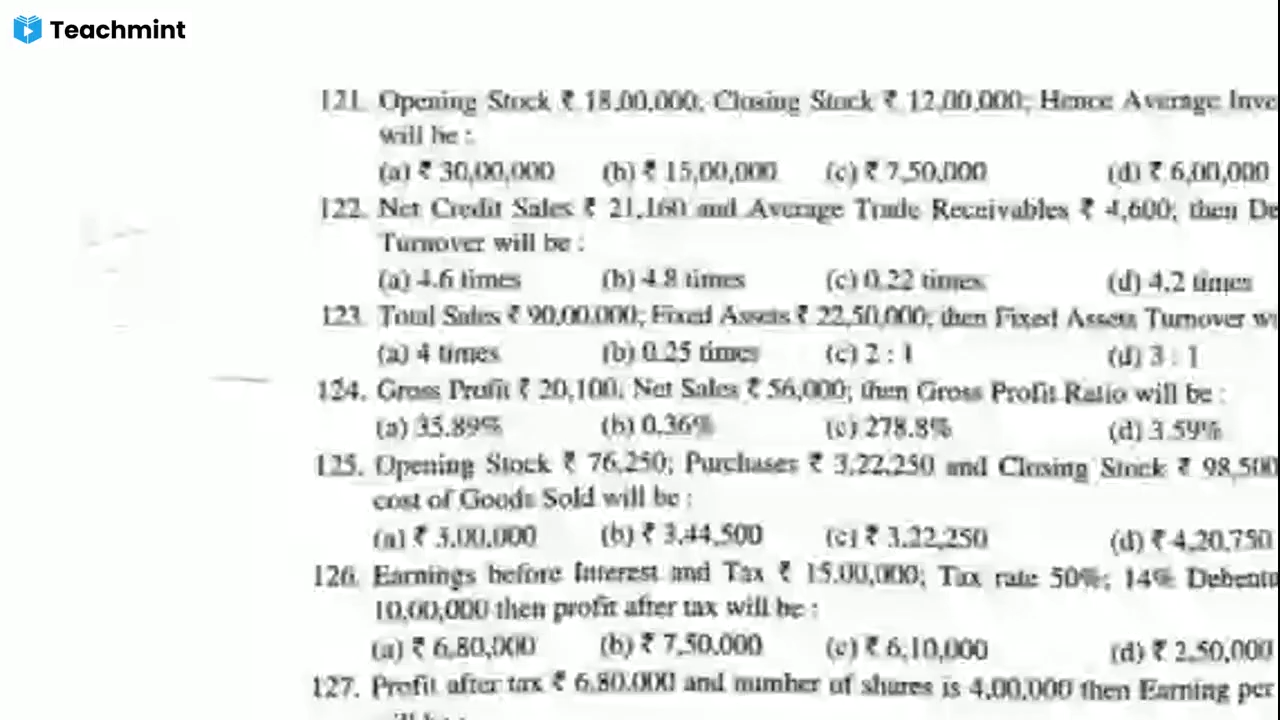 Teachmint
121. Opening Stock ₹ 18,00,000; Closing Stock ₹ 12,00,000; Hence Average Inve
will be :
(a) ₹ 30,00,000 (b) ₹ 15,00,000 (c) ₹ 7,50,000 (d) ₹ 6,00,000
122. Net Credit Sales ₹ 21,160 and Average Trade Receivables ₹ 4,600; then De
Turnover will be :
(a) 4.6 times (b) 4.8 times (c) 0.22 times (d) 4.2 times
123. Total Sales ₹ 90,00,000; Fixed Assets ₹ 22,50,000; then Fixed Assets Turnover w
(a) 4 times (b) 0.25 times (c) 2 : 1 (d) 3 : 1
124. Gross Profit ₹ 20,100, Net Sales ₹ 56,000; then Gross Profit Ratio will be :
(a) 35.89% (b) 0.36% (c) 278.8% (d) 3.59%
125. Opening Stock ₹ 76,250; Purchases ₹ 3,22,250 and Closing Stock ₹ 98,500
cost of Goods Sold will be :
(a) ₹ 3,00,000 (b) ₹ 3,44,500 (c) ₹ 3,22,250 (d) ₹ 4,20,750
126. Earnings before Interest and Tax ₹ 15,00,000; Tax rate 50%; 14% Debentu
10,00,000 then profit after tax will be :
(a) ₹ 6,80,000 (b) ₹ 7,50,000 (c) ₹ 6,10,000 (d) ₹ 2,50,000
127. Profit after tax ₹ 6,80,000 and number of shares is 4,00,000 then Earning per
will be :